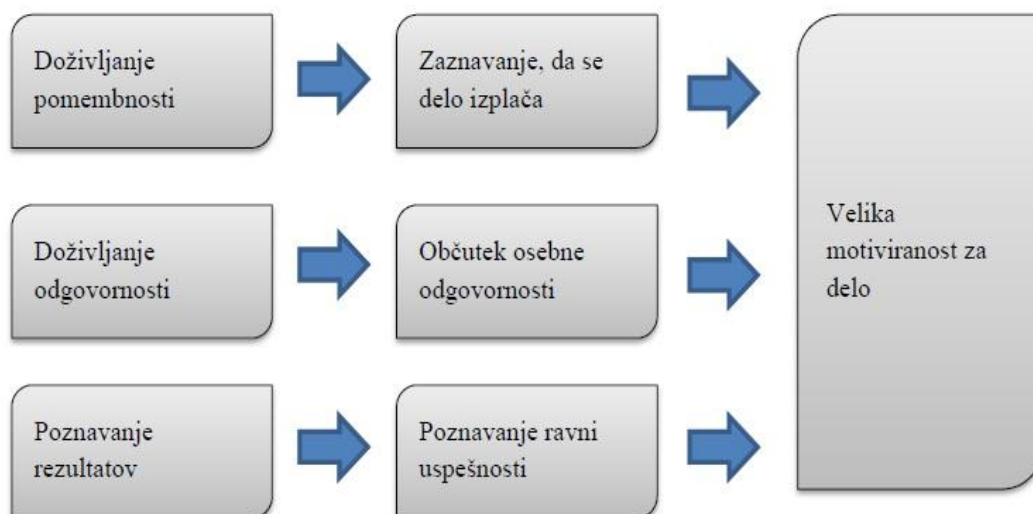 Doživljanje
pomembnosti
Zaznavanje, da se
delo izplača
Doživljanje
odgovornosti
Občutek osebne
odgovornosti
Poznavanje
rezultatov
Poznavanje ravni
uspešnosti
Velika
motiviranost za
delo